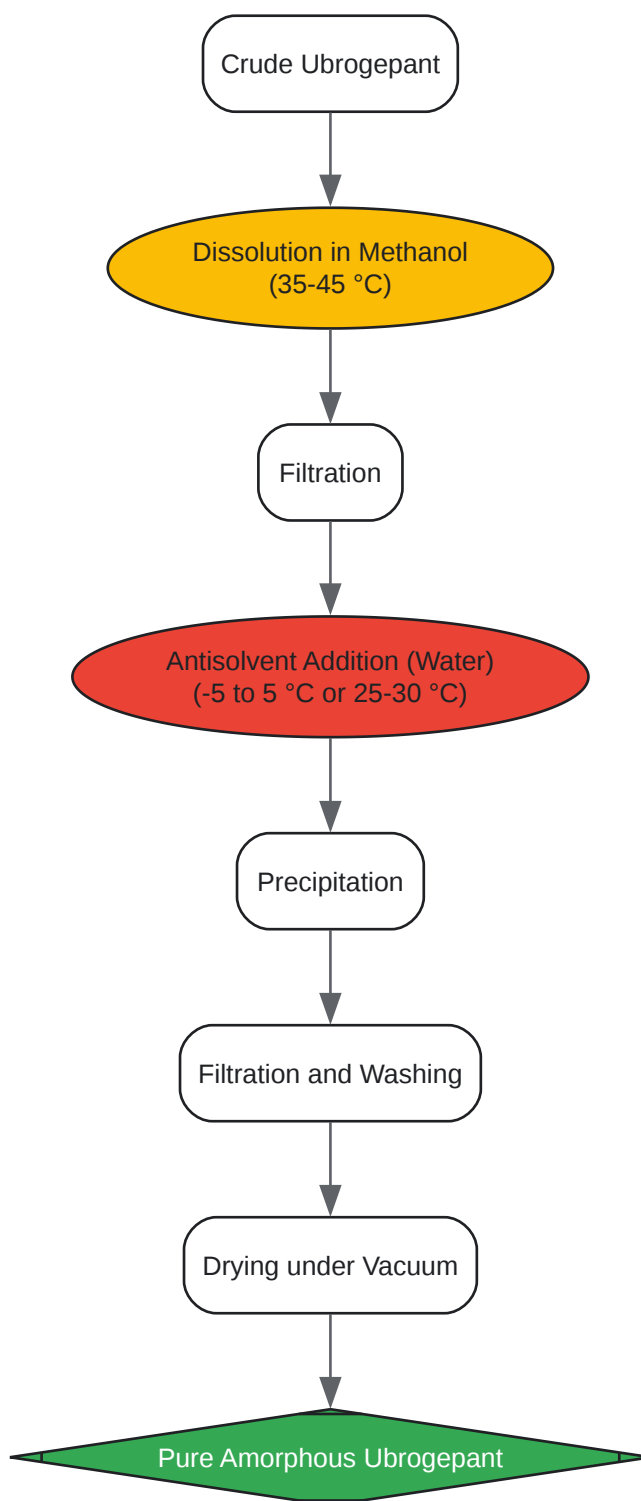 Crude Ubrogepant
Dissolution in Methanol
(35-45 °C)
Filtration
Antisolvent Addition (Water)
(-5 to 5 °C or 25-30 °C)
Precipitation
Filtration and Washing
Drying under Vacuum
Pure Amorphous Ubrogepant